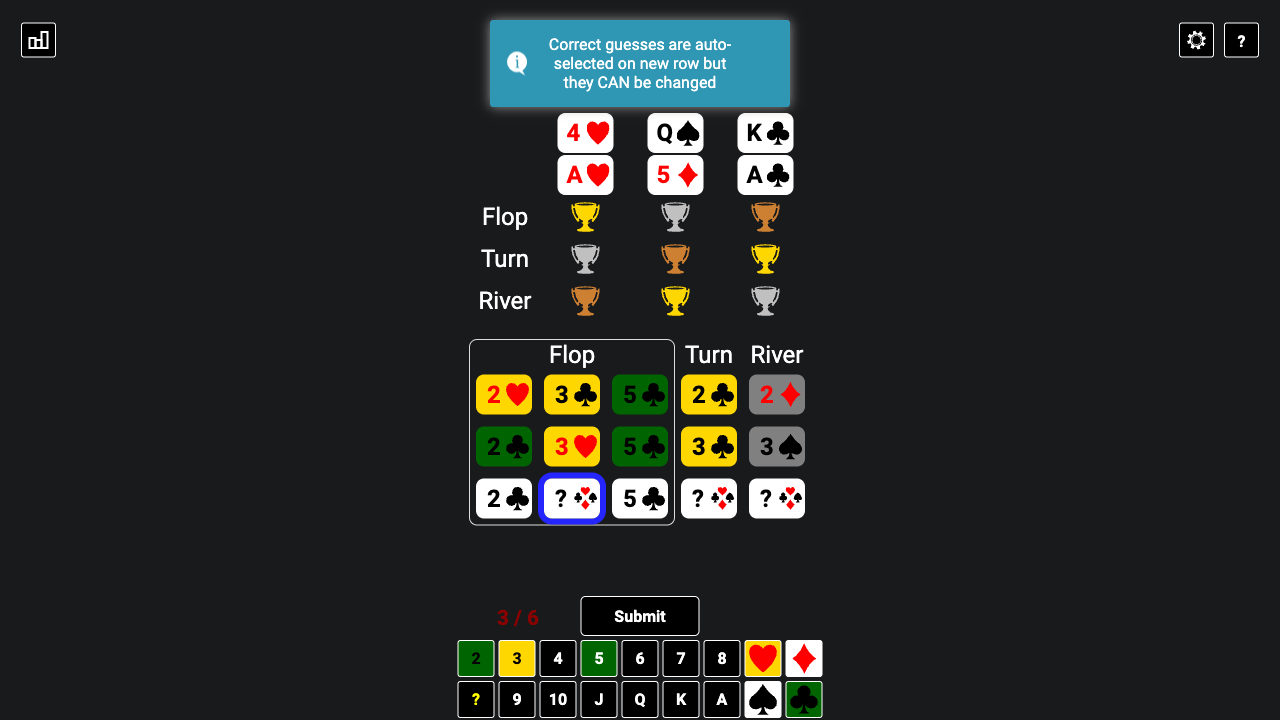 ?
Correct guesses are auto-
selected on new row but
they CAN be changed
4 Q K
A 5 A
Flop
Turn
River
Flop Turn River
2 3 5 2 2
2 3 5 3 3
2 ? 5 ? ?
3 / 6 Submit
2 3 4 5 6 7 8
? 9 10 J Q K A